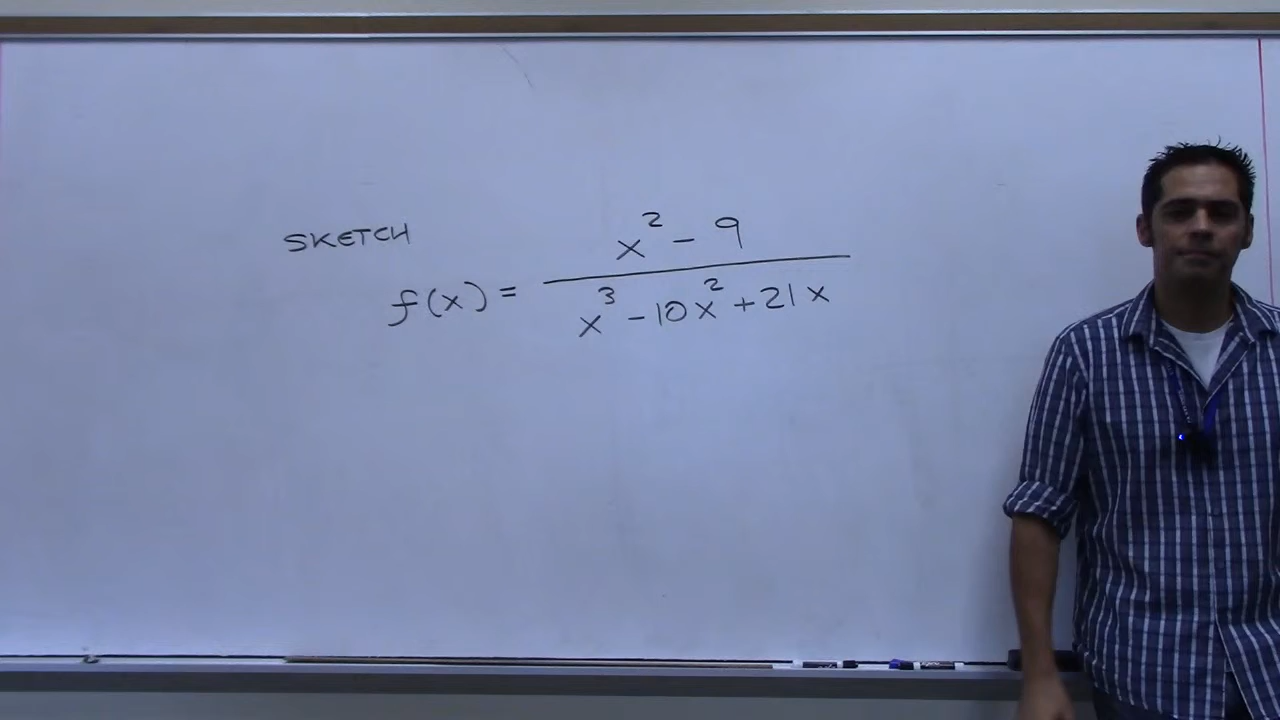 SKETCH
x² - 9
f(x) =
x³ - 10x² + 21x